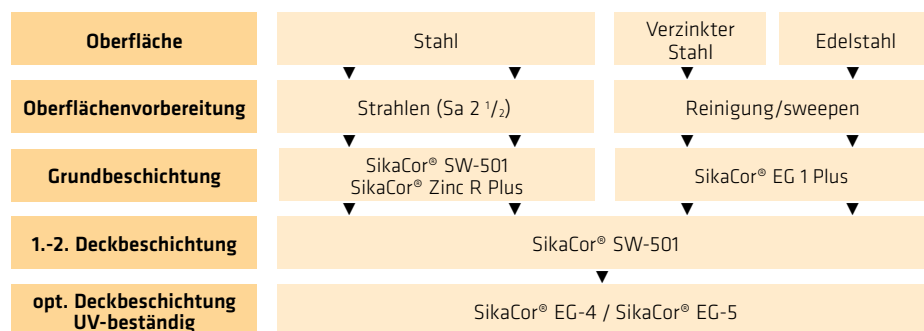 Oberfläche
Stahl
Verzinkter
Stahl
Edelstahl
Oberflächenvorbereitung
Strahlen (Sa 2 ¹/₂)
Reinigung/sweepen
Grundbeschichtung
SikaCor® SW-501
SikaCor® Zinc R Plus
SikaCor® EG 1 Plus
1.-2. Deckbeschichtung
SikaCor® SW-501
opt. Deckbeschichtung
UV-beständig
SikaCor® EG-4 / SikaCor® EG-5